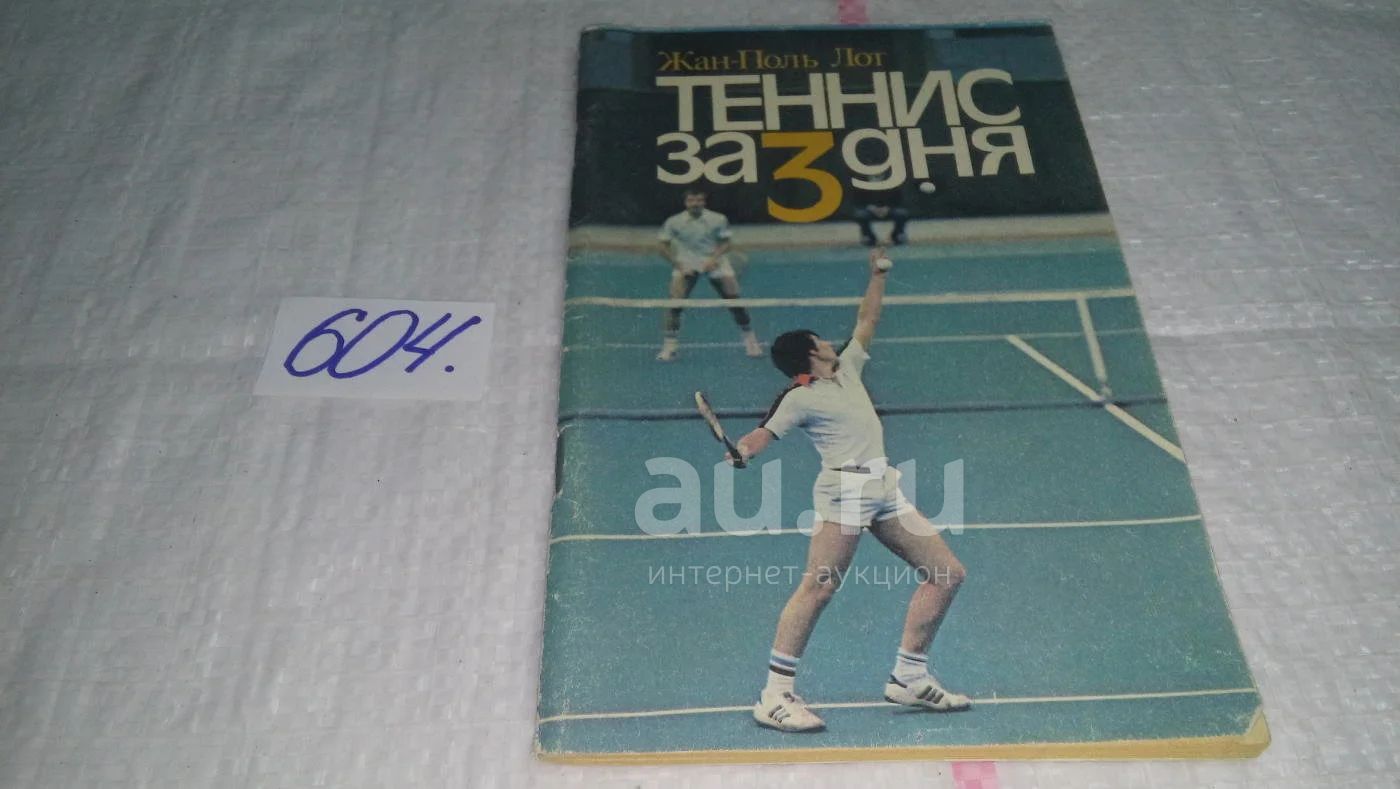 Жан-Поль Лот
ТЕННИС
за 3 дня
604.
au.ru
интернет-аукцион